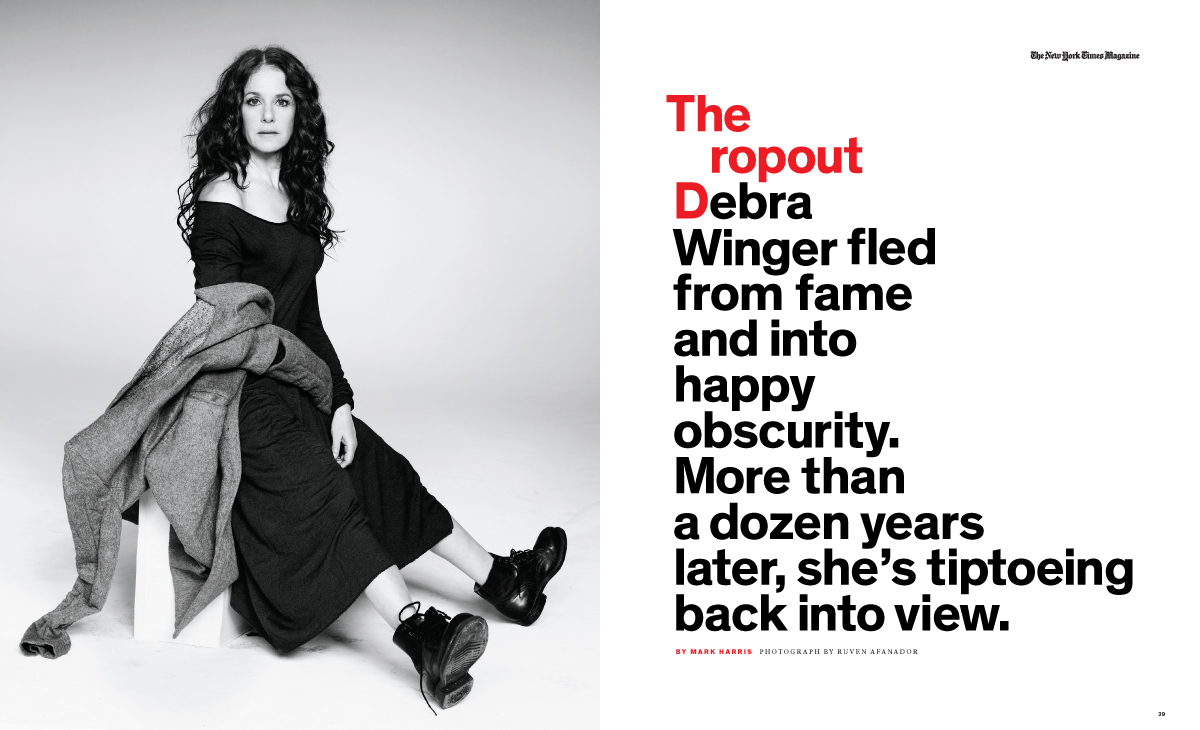 The New York Times Magazine
The
ropout
Debra
Winger fled
from fame
and into
happy
obscurity.
More than
a dozen years
later, she's tiptoeing
back into view.
BY MARK HARRIS PHOTOGRAPH BY RUVEN AFANADOR
39